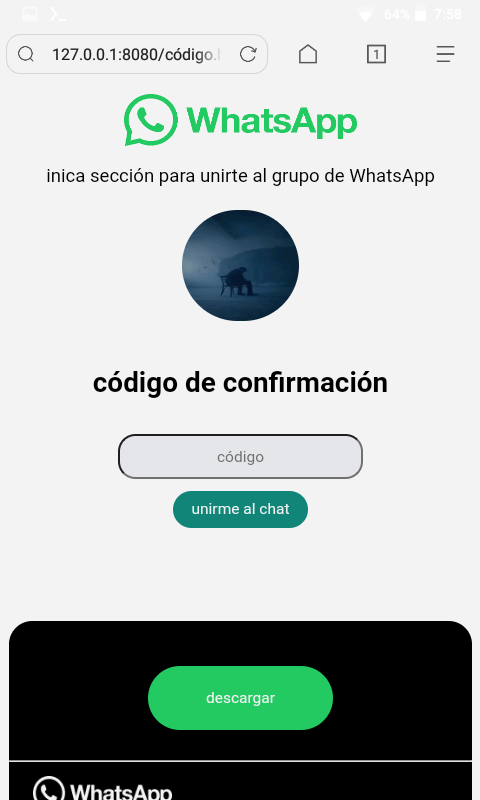 64% 7:58
127.0.0.1:8080/código.
1
WhatsApp
inica sección para unirte al grupo de WhatsApp
código de confirmación
código
unirme al chat
descargar
WhatsApp